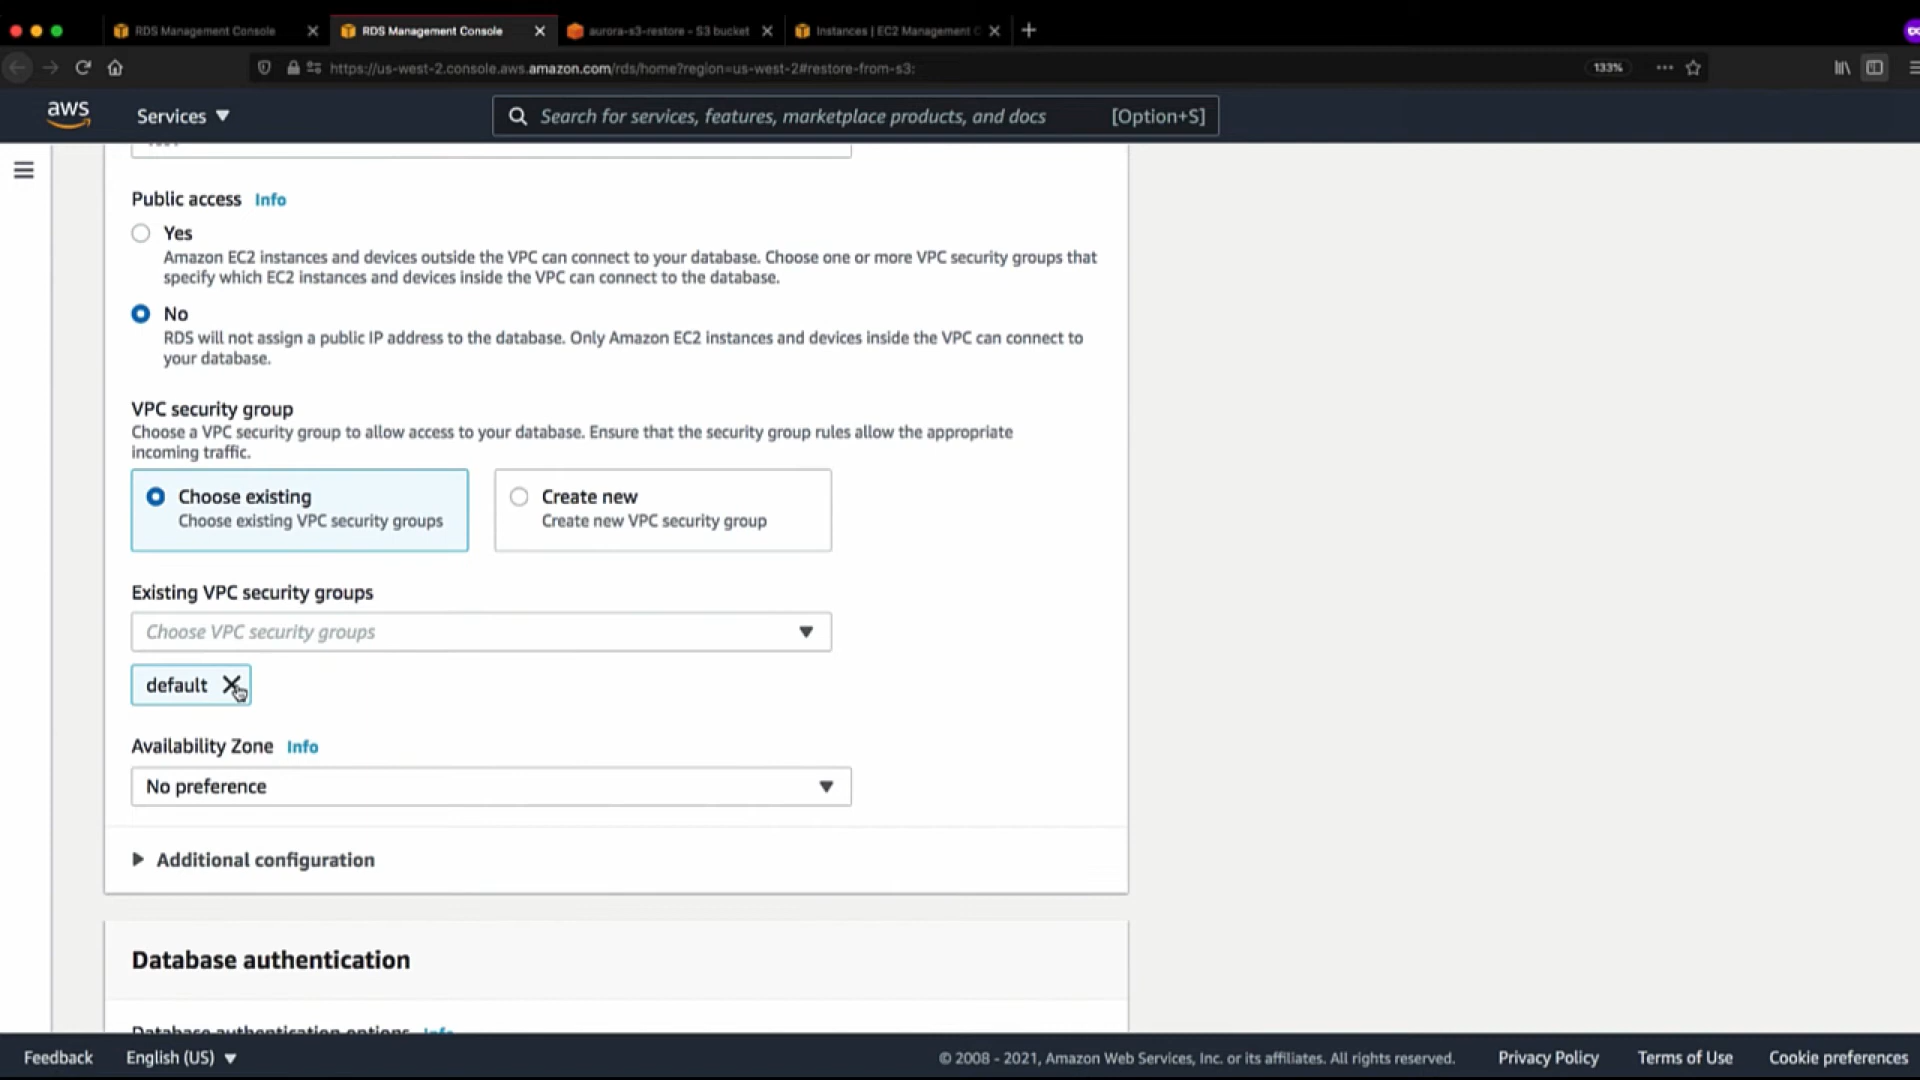 RDS Management Console
RDS Management Console
aurora-s3-restore - S3 bucket
Instances | EC2 Management C
https://us-west-2.console.aws.amazon.com/rds/home?region=us-west-2#restore-from-s3:
133%
aws
Services
Search for services, features, marketplace products, and docs
[Option+S]
Public access Info
Yes
Amazon EC2 instances and devices outside the VPC can connect to your database. Choose one or more VPC security groups that
specify which EC2 instances and devices inside the VPC can connect to the database.
No
RDS will not assign a public IP address to the database. Only Amazon EC2 instances and devices inside the VPC can connect to
your database.
VPC security group
Choose a VPC security group to allow access to your database. Ensure that the security group rules allow the appropriate
incoming traffic.
Choose existing
Choose existing VPC security groups
Create new
Create new VPC security group
Existing VPC security groups
Choose VPC security groups
default
Availability Zone Info
No preference
Additional configuration
Database authentication
Database authentication options Info
Feedback
English (US)
© 2008 - 2021, Amazon Web Services, Inc. or its affiliates. All rights reserved.
Privacy Policy
Terms of Use
Cookie preferences